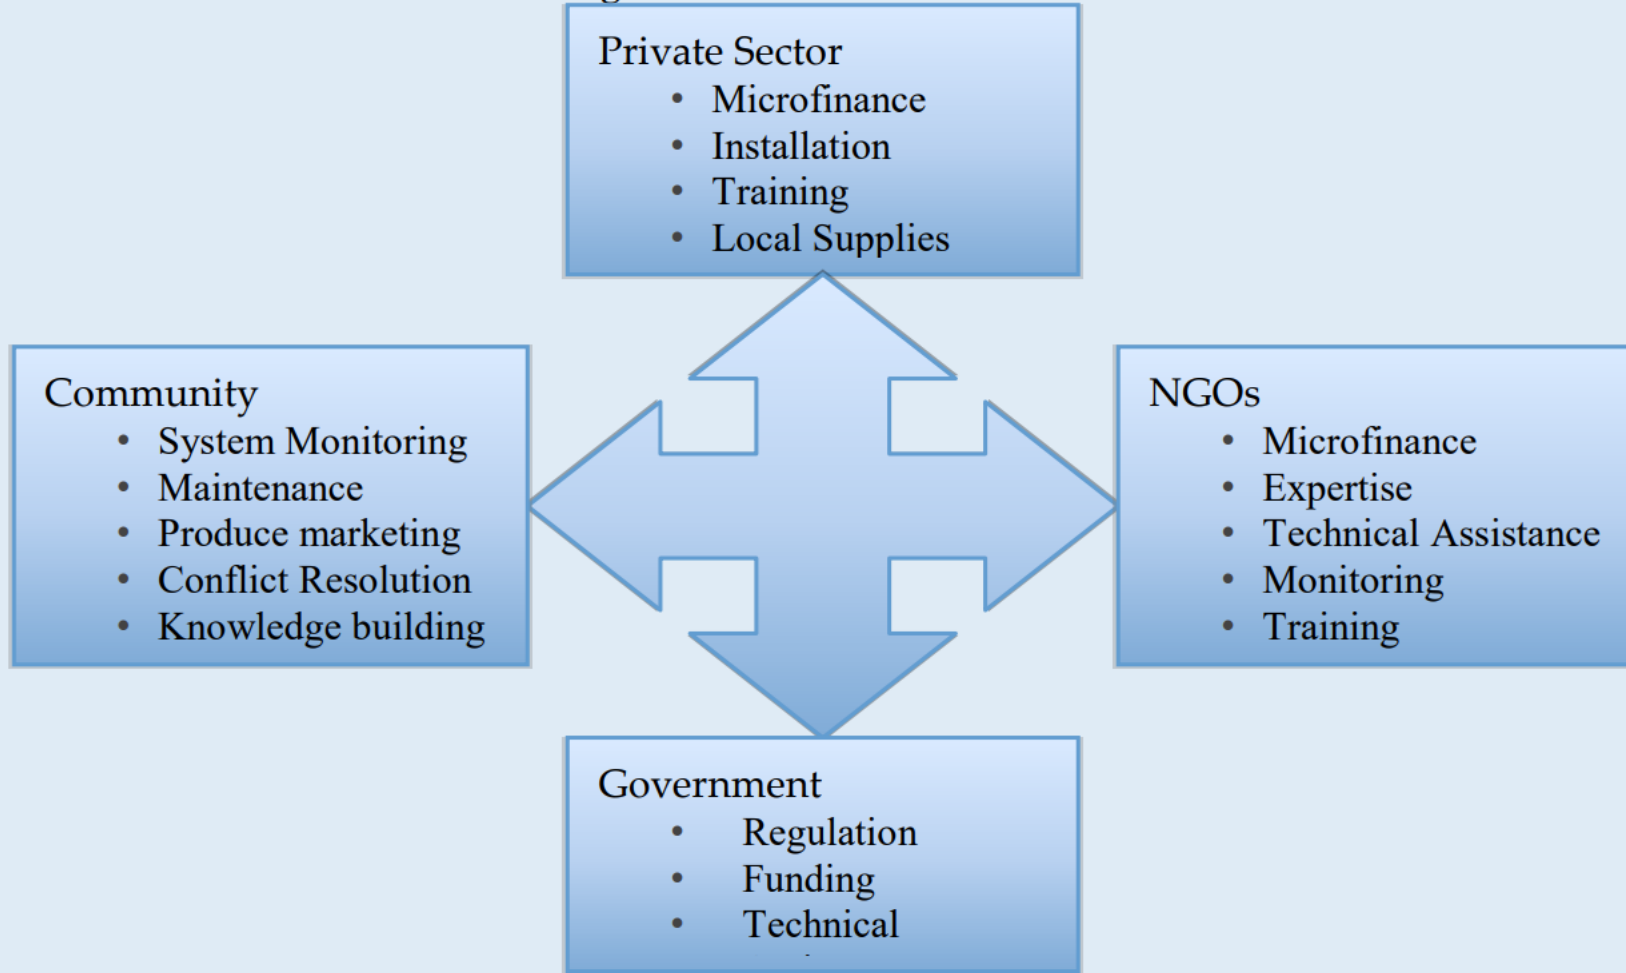 Private Sector
• Microfinance
• Installation
• Training
• Local Supplies
Community
• System Monitoring
• Maintenance
• Produce marketing
• Conflict Resolution
• Knowledge building
NGOs
• Microfinance
• Expertise
• Technical Assistance
• Monitoring
• Training
Government
• Regulation
• Funding
• Technical